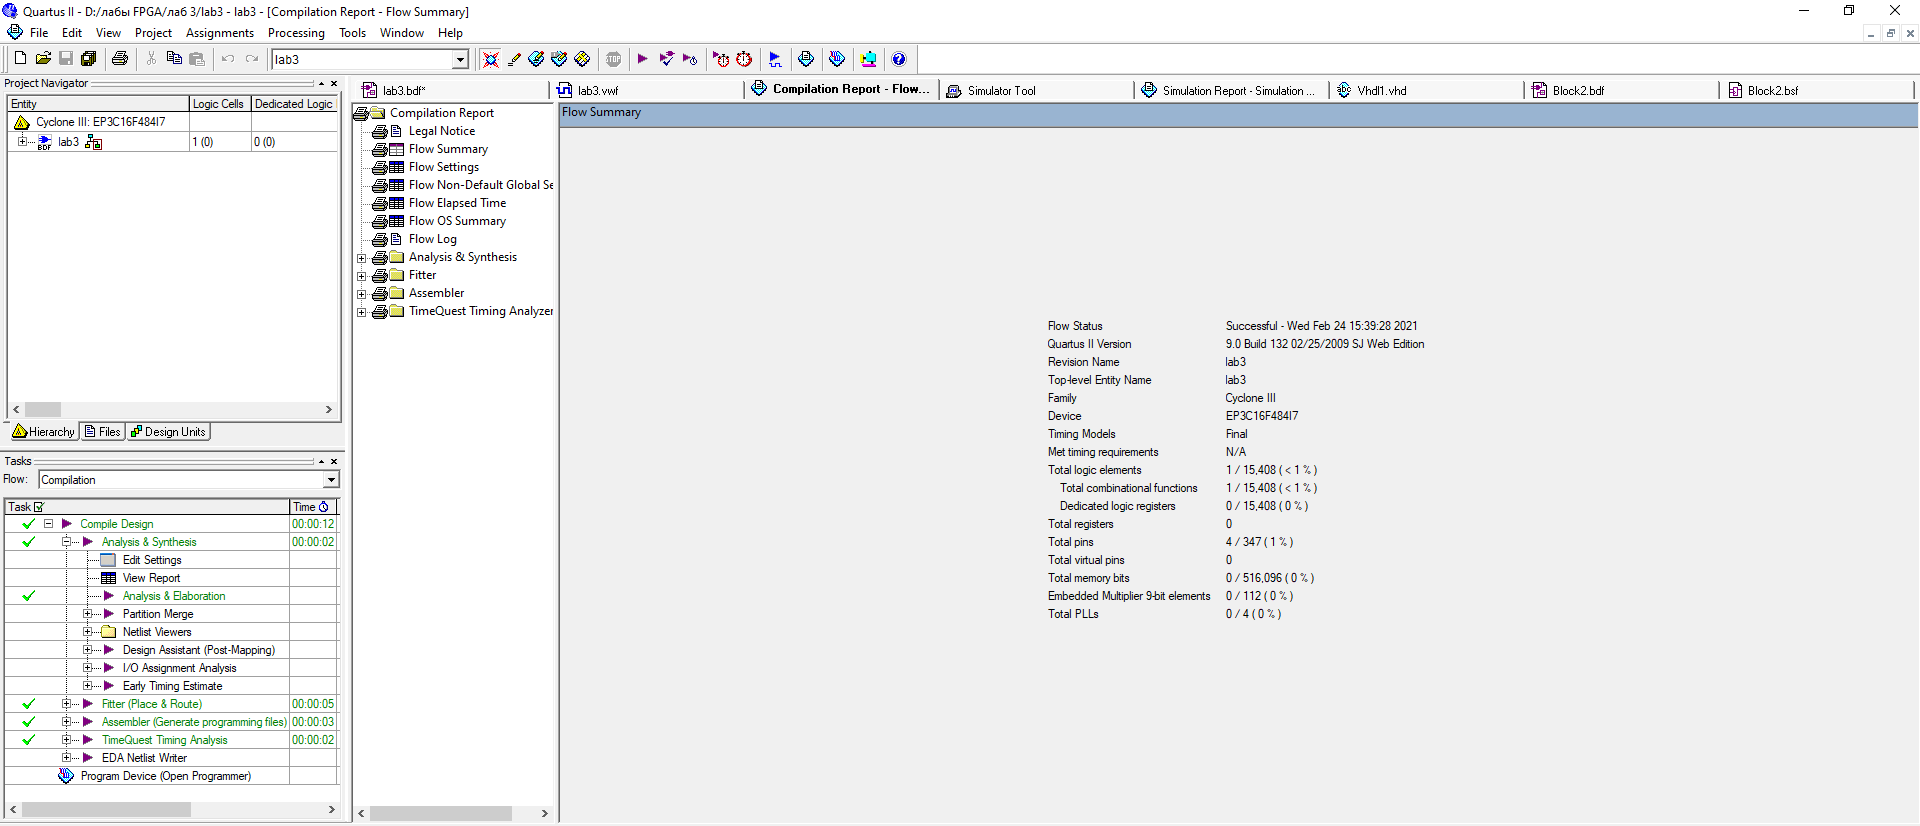 Quartus II - D:/лабы FPGA/лаб 3/lab3 - lab3 - [Compilation Report - Flow Summary]
File Edit View Project Assignments Processing Tools Window Help
lab3
STOP
Project Navigator
Entity Logic Cells Dedicated Logic
Cyclone III: EP3C16F484I7
BDF lab3 1 (0) 0 (0)
Hierarchy Files Design Units
Tasks
Flow: Compilation
Task Time
Compile Design 00:00:12
Analysis & Synthesis 00:00:02
Edit Settings
View Report
Analysis & Elaboration
Partition Merge
Netlist Viewers
Design Assistant (Post-Mapping)
I/O Assignment Analysis
Early Timing Estimate
Fitter (Place & Route) 00:00:05
Assembler (Generate programming files) 00:00:03
TimeQuest Timing Analysis 00:00:02
EDA Netlist Writer
Program Device (Open Programmer)
lab3.bdf* lab3.vwf Compilation Report - Flow... Simulator Tool Simulation Report - Simulation ... Vhdl1.vhd Block2.bdf Block2.bsf
Compilation Report
Legal Notice
Flow Summary
Flow Settings
Flow Non-Default Global Se
Flow Elapsed Time
Flow OS Summary
Flow Log
Analysis & Synthesis
Fitter
Assembler
TimeQuest Timing Analyzer
Flow Summary
Flow Status Successful - Wed Feb 24 15:39:28 2021
Quartus II Version 9.0 Build 132 02/25/2009 SJ Web Edition
Revision Name lab3
Top-level Entity Name lab3
Family Cyclone III
Device EP3C16F484I7
Timing Models Final
Met timing requirements N/A
Total logic elements 1 / 15,408 ( < 1 % )
Total combinational functions 1 / 15,408 ( < 1 % )
Dedicated logic registers 0 / 15,408 ( 0 % )
Total registers 0
Total pins 4 / 347 ( 1 % )
Total virtual pins 0
Total memory bits 0 / 516,096 ( 0 % )
Embedded Multiplier 9-bit elements 0 / 112 ( 0 % )
Total PLLs 0 / 4 ( 0 % )